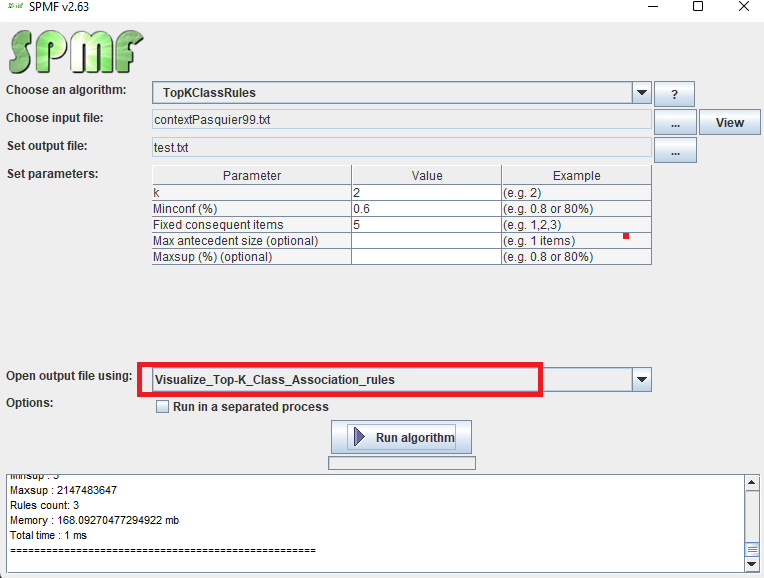 SPMF v2.63
SPMF
Choose an algorithm: TopKClassRules ?
Choose input file: contextPasquier99.txt ... View
Set output file: test.txt ...
Set parameters: Parameter Value Example
k 2 (e.g. 2)
Minconf (%) 0.6 (e.g. 0.8 or 80%)
Fixed consequent items 5 (e.g. 1,2,3)
Max antecedent size (optional) (e.g. 1 items)
Maxsup (%) (optional) (e.g. 0.8 or 80%)
Open output file using: Visualize_Top-K_Class_Association_rules
Options: Run in a separated process
Run algorithm
Minsup : 3
Maxsup : 2147483647
Rules count: 3
Memory : 168.09270477294922 mb
Total time : 1 ms
====================================================